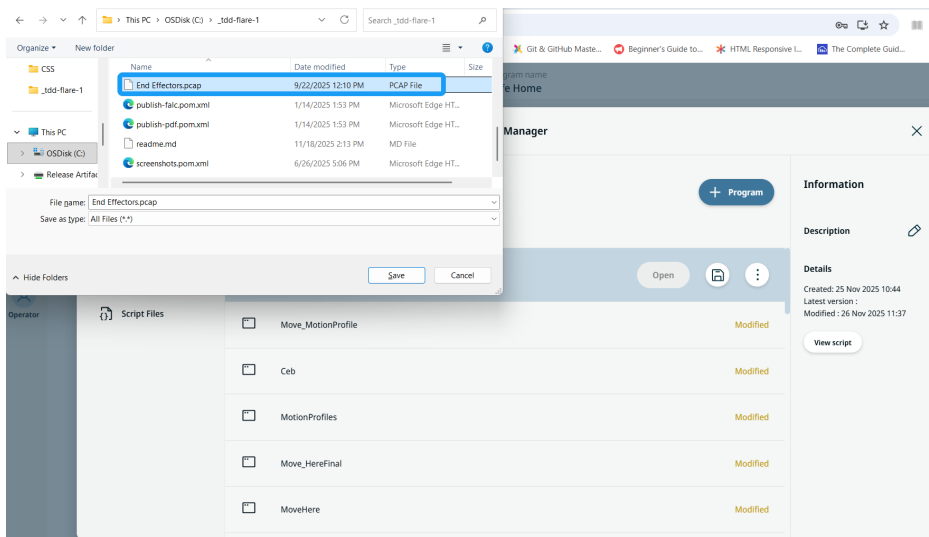 This PC > OSDisk (C:) > _tdd-flare-1
Search _tdd-flare-1
Organize
New folder
CSS
_tdd-flare-1
This PC
OSDisk (C:)
Release Artifac
Name Date modified Type Size
End Effectors.pcap 9/22/2025 12:10 PM PCAP File
publish-falc.pom.xml 1/14/2025 1:53 PM Microsoft Edge HT...
publish-pdf.pom.xml 1/14/2025 1:53 PM Microsoft Edge HT...
readme.md 11/18/2025 2:13 PM MD File
screenshots.pom.xml 6/26/2025 5:06 PM Microsoft Edge HT...
File name: End Effectors.pcap
Save as type: All Files (*.*)
Hide Folders
Save
Cancel
Git & GitHub Maste...
Beginner's Guide to...
HTML Responsive I...
The Complete Guid...
gram name
e Home
Manager
+ Program
Open
Operator
Script Files
Move_MotionProfile Modified
Ceb Modified
MotionProfiles Modified
Move_HereFinal Modified
MoveHere Modified
Information
Description
Details
Created: 25 Nov 2025 10:44
Latest version :
Modified : 26 Nov 2025 11:37
View script